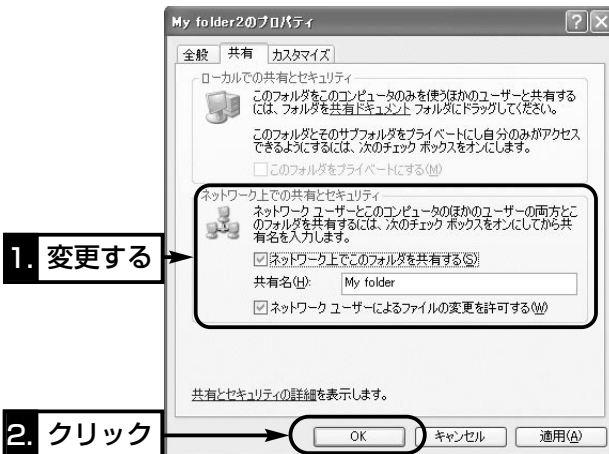 My folder2のプロパティ
全般 共有 カスタマイズ
ローカルでの共有とセキュリティ
このフォルダをこのコンピュータのみを使うほかのユーザーと共有する
には、フォルダを共有ドキュメント フォルダにドラッグしてください。
このフォルダとそのサブフォルダをプライベートにし自分のみがアクセス
できるようにするには、次のチェック ボックスをオンにします。
このフォルダをプライベートにする(M)
ネットワーク上での共有とセキュリティ
ネットワーク ユーザーとこのコンピュータのほかのユーザーの両方とこ
のフォルダを共有するには、次のチェック ボックスをオンにしてから共
有名を入力します。
1. 変更する
ネットワーク上でこのフォルダを共有する(S)
共有名(H): My folder
ネットワーク ユーザーによるファイルの変更を許可する(W)
共有とセキュリティの詳細を表示します。
2. クリック
OK キャンセル 適用(A)